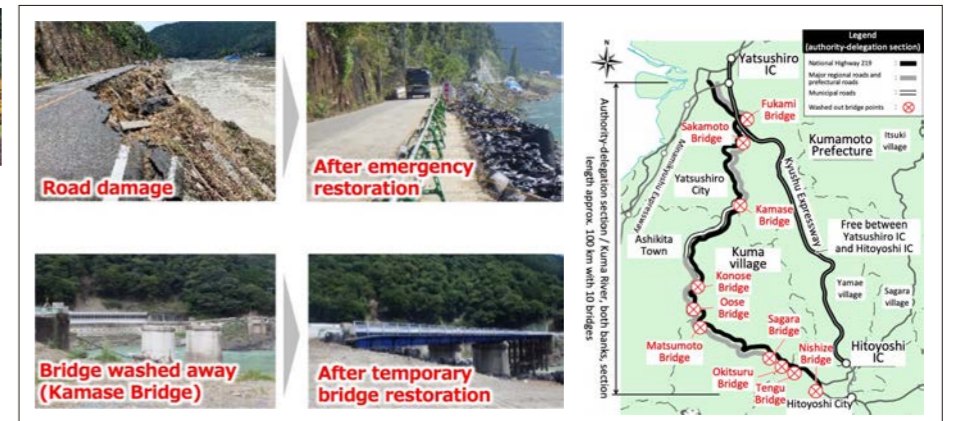 Road damage
After emergency
restoration
Bridge washed away
(Kamase Bridge)
After temporary
bridge restoration
Legend
(authority-delegation section)
National Highway 219
Major regional roads and
prefectural roads
Municipal roads
Washed out bridge points
N
Yatsushiro
IC
Fukami
Bridge
Sakamoto
Bridge
Kumamoto
Prefecture
Itsuki
village
Minamikyushu Expressway
Yatsushiro
City
Kyushu Expressway
Kamase
Bridge
Ashikita
Town
Kuma
village
Free between
Yatsushiro IC
and Hitoyoshi IC
Konose
Bridge
Yamae
village
Sagara
village
Oose
Bridge
Sagara
Bridge
Nishize
Bridge
Matsumoto
Bridge
Hitoyoshi
IC
Okitsuru
Bridge
Tengu
Bridge
Hitoyoshi City
Authority-delegation section / Kuma River, both banks, section
length approx. 100 km with 10 bridges